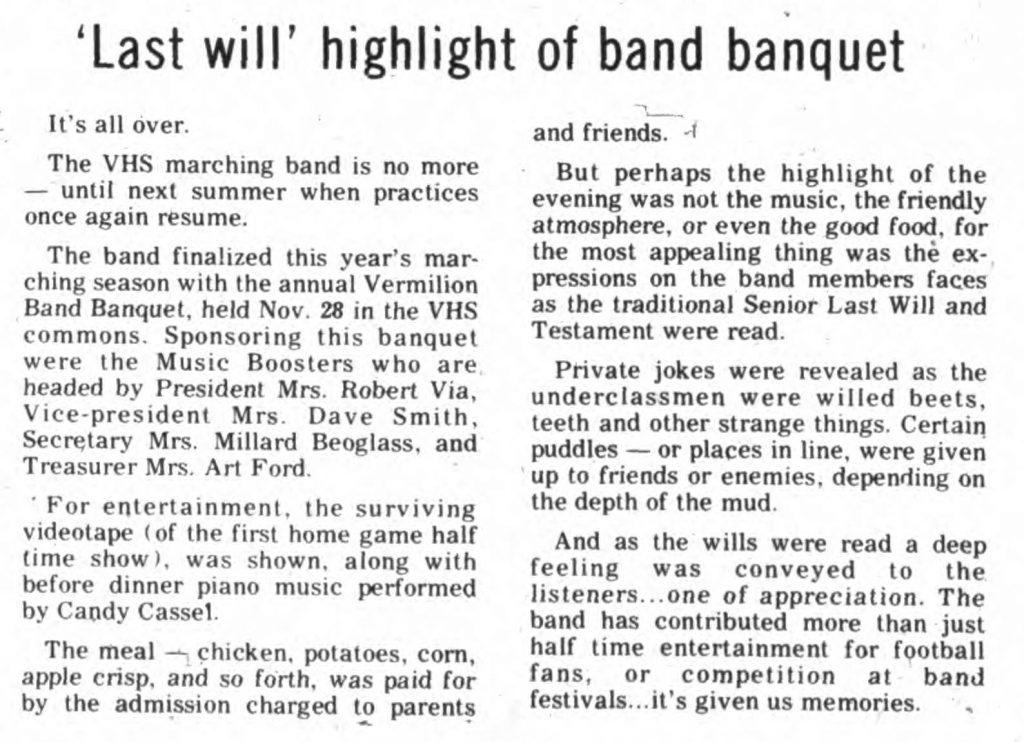 ‘Last will’ highlight of band banquet
It's all over.
The VHS marching band is no more
— until next summer when practices
once again resume.
The band finalized this year's mar-
ching season with the annual Vermilion
Band Banquet, held Nov. 28 in the VHS
commons. Sponsoring this banquet
were the Music Boosters who are
headed by President Mrs. Robert Via,
Vice-president Mrs. Dave Smith,
Secretary Mrs. Millard Beoglass, and
Treasurer Mrs. Art Ford.
For entertainment, the surviving
videotape (of the first home game half
time show), was shown, along with
before dinner piano music performed
by Candy Cassel.
The meal — chicken, potatoes, corn,
apple crisp, and so forth, was paid for
by the admission charged to parents
and friends.
But perhaps the highlight of the
evening was not the music, the friendly
atmosphere, or even the good food, for
the most appealing thing was the ex-
pressions on the band members faces
as the traditional Senior Last Will and
Testament were read.
Private jokes were revealed as the
underclassmen were willed beets,
teeth and other strange things. Certain
puddles — or places in line, were given
up to friends or enemies, depending on
the depth of the mud.
And as the wills were read a deep
feeling was conveyed to the
listeners...one of appreciation. The
band has contributed more than just
half time entertainment for football
fans, or competition at band
festivals...it's given us memories.